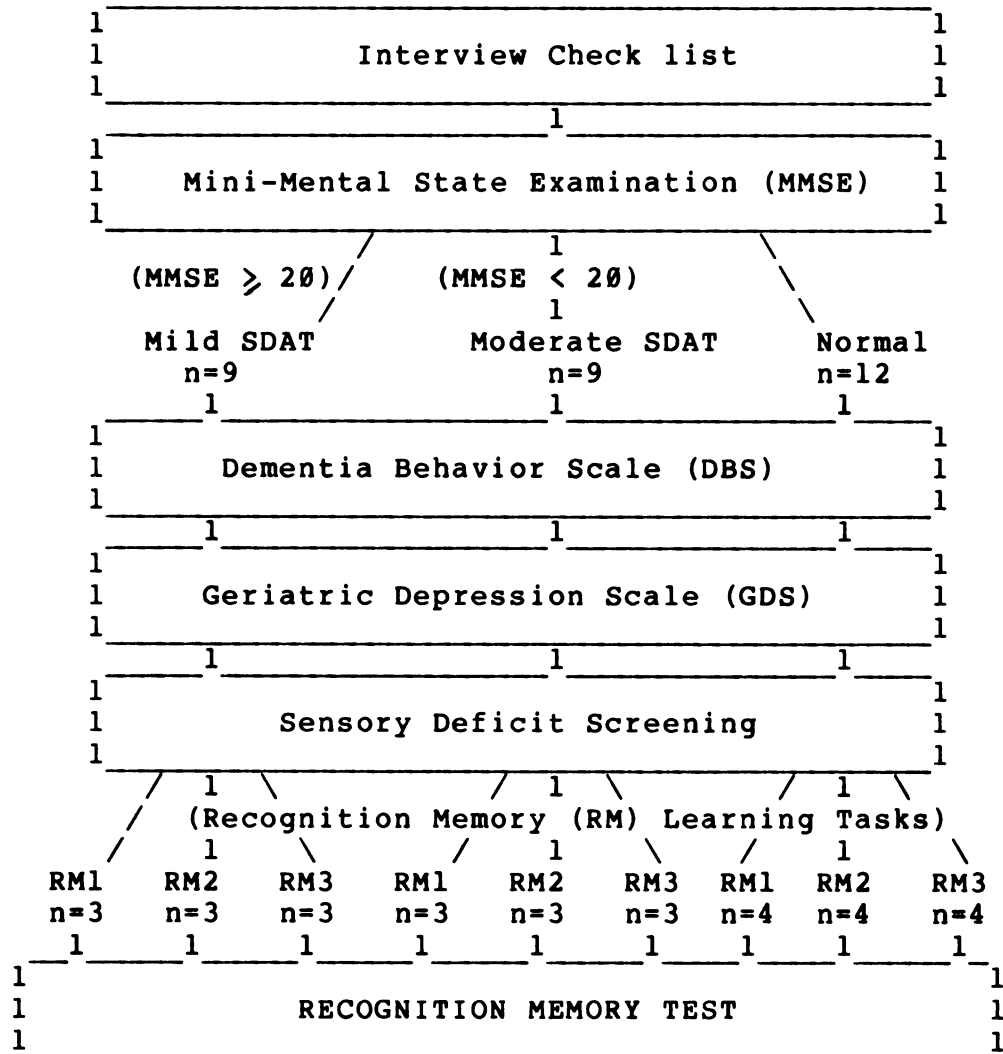 Interview Check list
Mini-Mental State Examination (MMSE)
(MMSE ⩾ 20) (MMSE < 20)
Mild SDAT Moderate SDAT Normal
n=9 n=9 n=12
Dementia Behavior Scale (DBS)
Geriatric Depression Scale (GDS)
Sensory Deficit Screening
(Recognition Memory (RM) Learning Tasks)
RM1 RM2 RM3 RM1 RM2 RM3 RM1 RM2 RM3
n=3 n=3 n=3 n=3 n=3 n=3 n=4 n=4 n=4
RECOGNITION MEMORY TEST